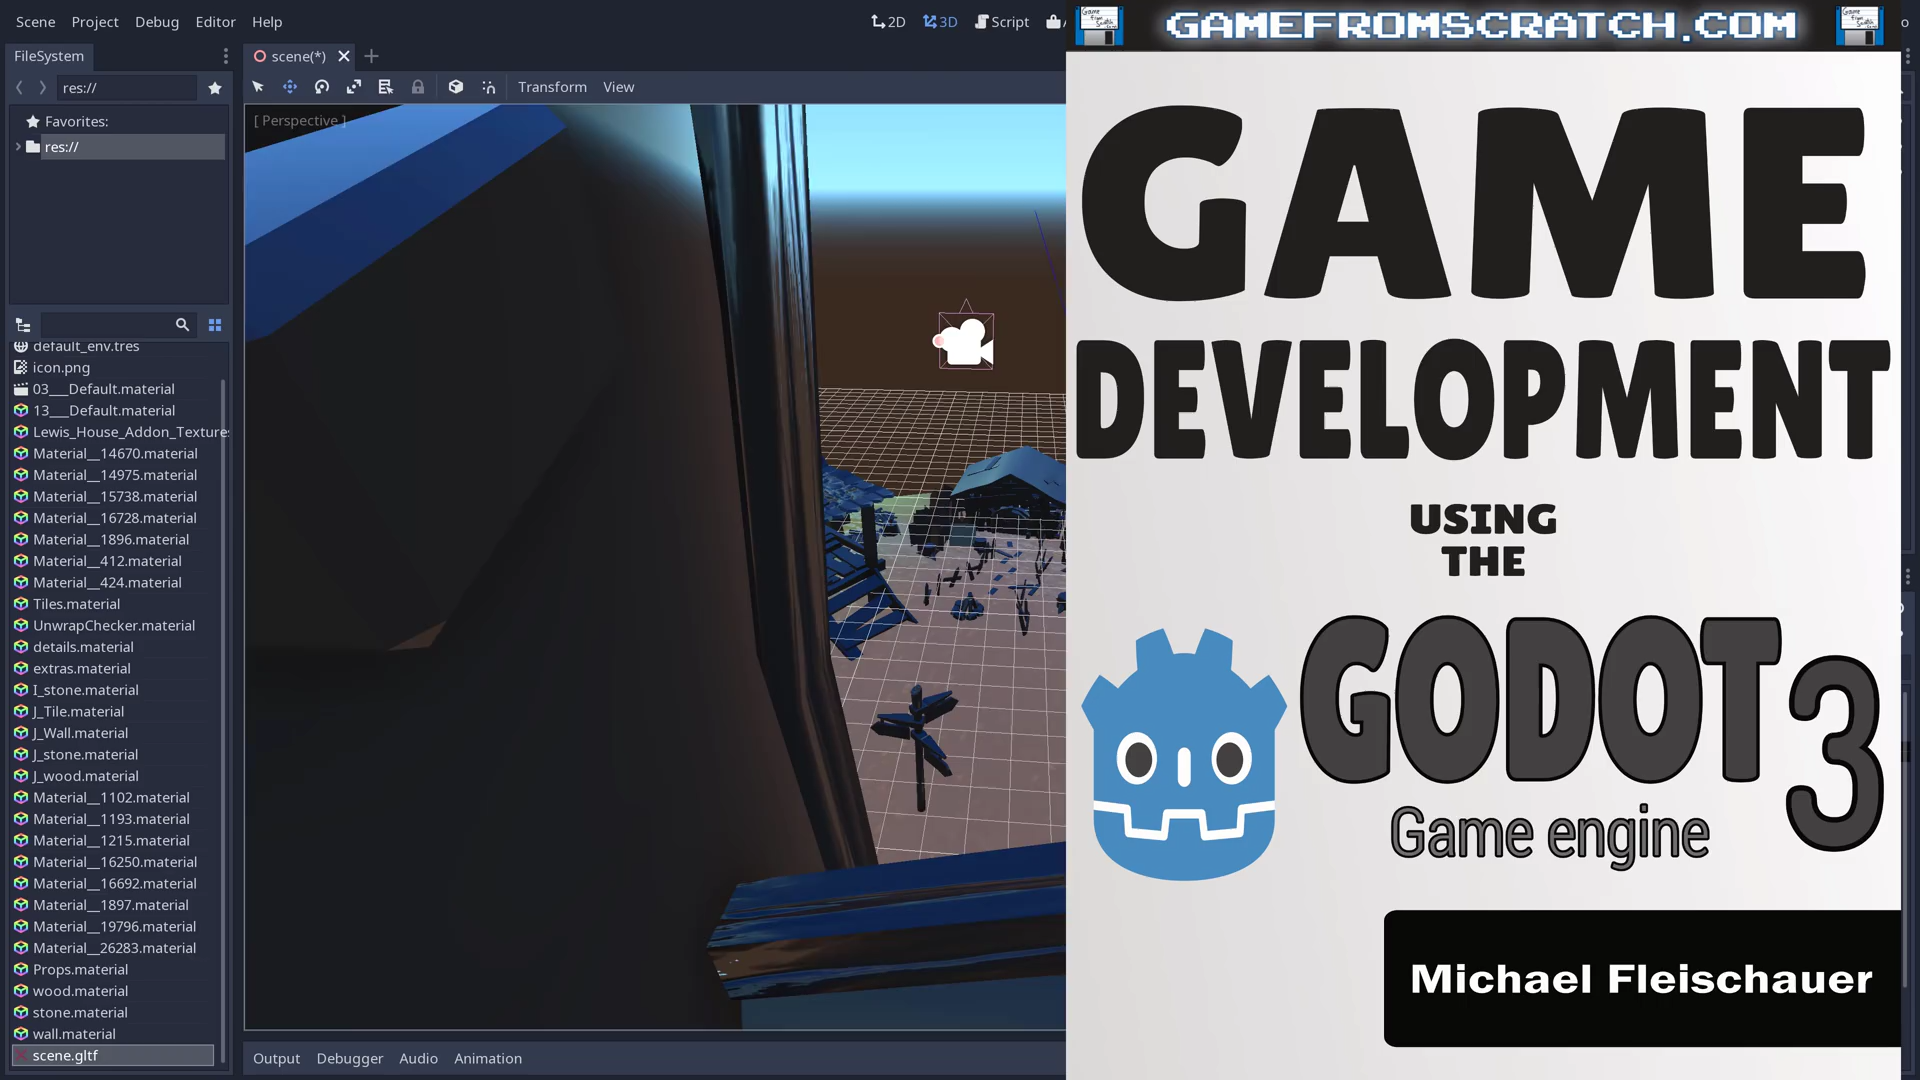 Scene Project Debug Editor Help
2D 3D Script
FileSystem
scene(*)
res://
Transform View
Favorites:
res://
[ Perspective ]
default_env.tres
icon.png
03___Default.material
13___Default.material
Lewis_House_Addon_Textures
Material__14670.material
Material__14975.material
Material__15738.material
Material__16728.material
Material__1896.material
Material__412.material
Material__424.material
Tiles.material
UnwrapChecker.material
details.material
extras.material
I_stone.material
J_Tile.material
J_Wall.material
J_stone.material
J_wood.material
Material__1102.material
Material__1193.material
Material__1215.material
Material__16250.material
Material__16692.material
Material__1897.material
Material__19796.material
Material__26283.material
Props.material
wood.material
stone.material
wall.material
scene.gltf
Output Debugger Audio Animation
GAMEFROMSCRATCH.COM
GAME
DEVELOPMENT
USING
THE
GODOT 3
Game engine
Michael Fleischauer